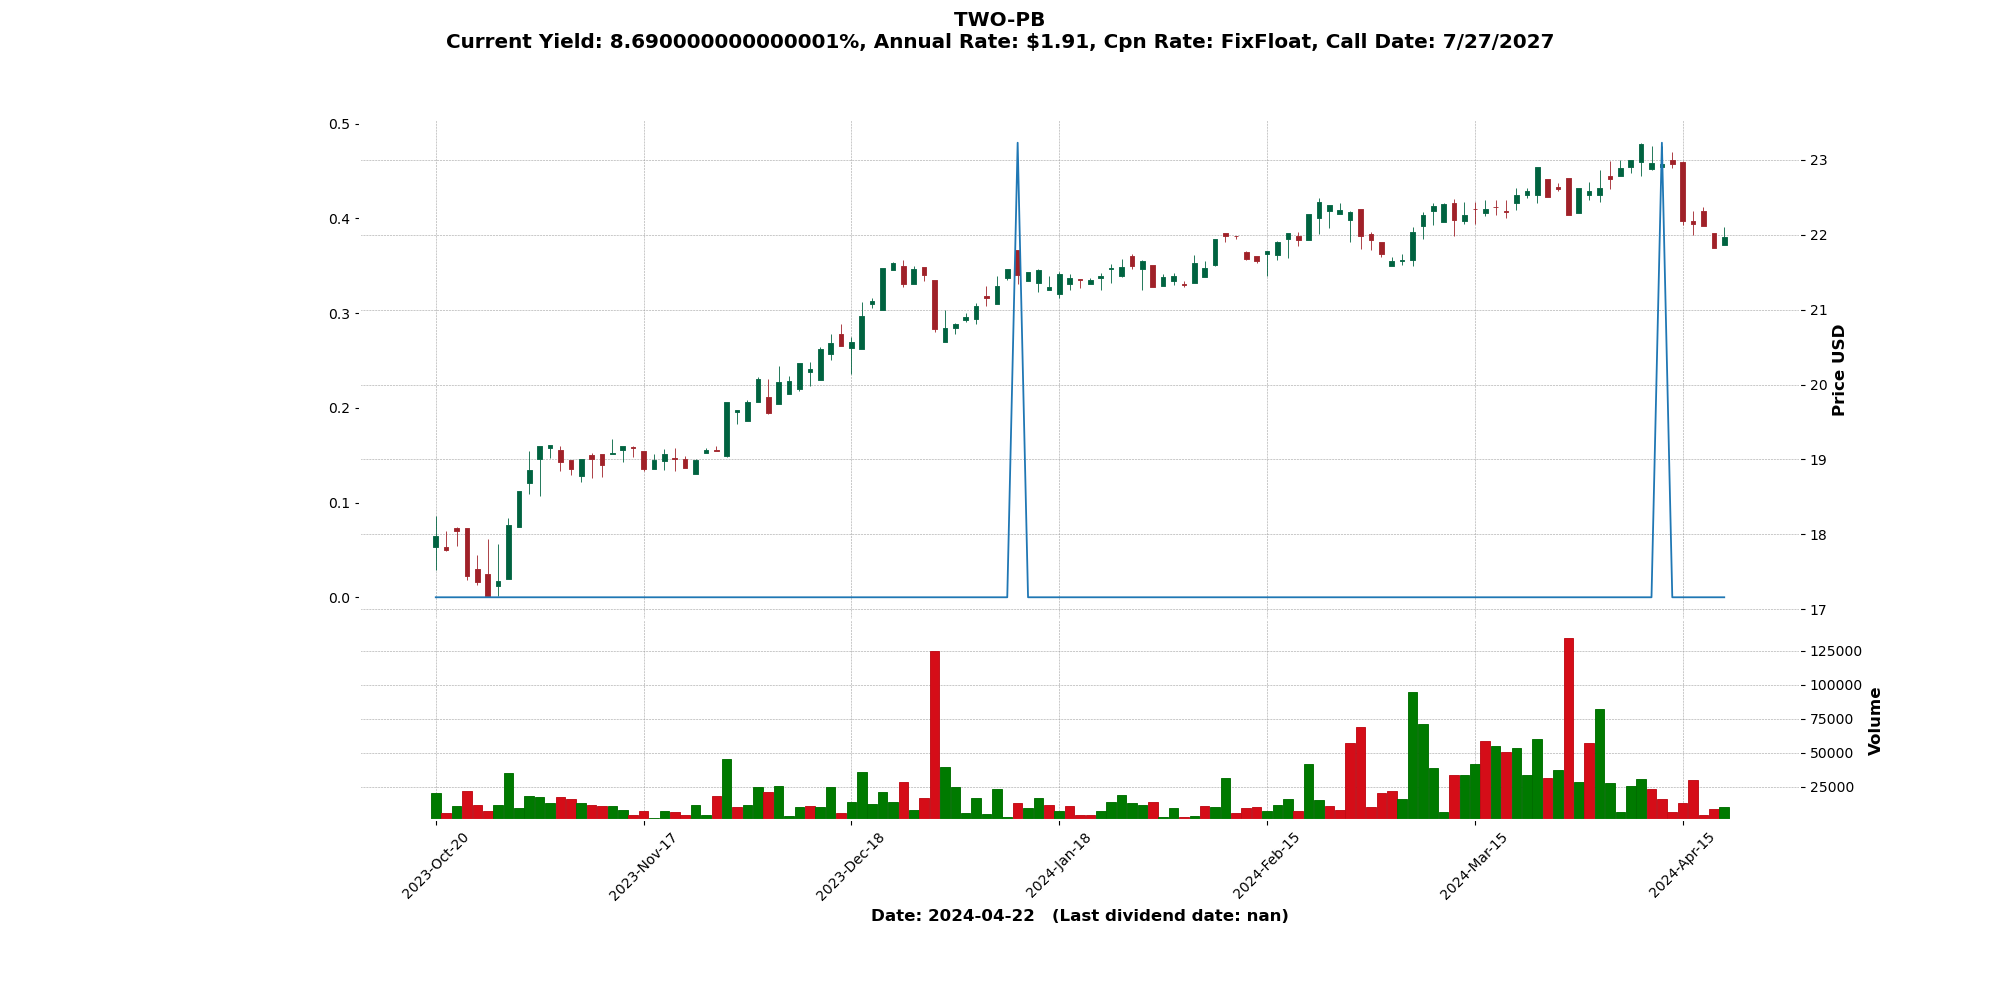 TWO-PB
Current Yield: 8.690000000000001%, Annual Rate: $1.91, Cpn Rate: FixFloat, Call Date: 7/27/2027
0.5
0.4
0.3
0.2
0.1
0.0
23
22
21
20
19
18
17
Price USD
125000
100000
75000
50000
25000
Volume
2023-Oct-20
2023-Nov-17
2023-Dec-18
2024-Jan-18
2024-Feb-15
2024-Mar-15
2024-Apr-15
Date: 2024-04-22 (Last dividend date: nan)